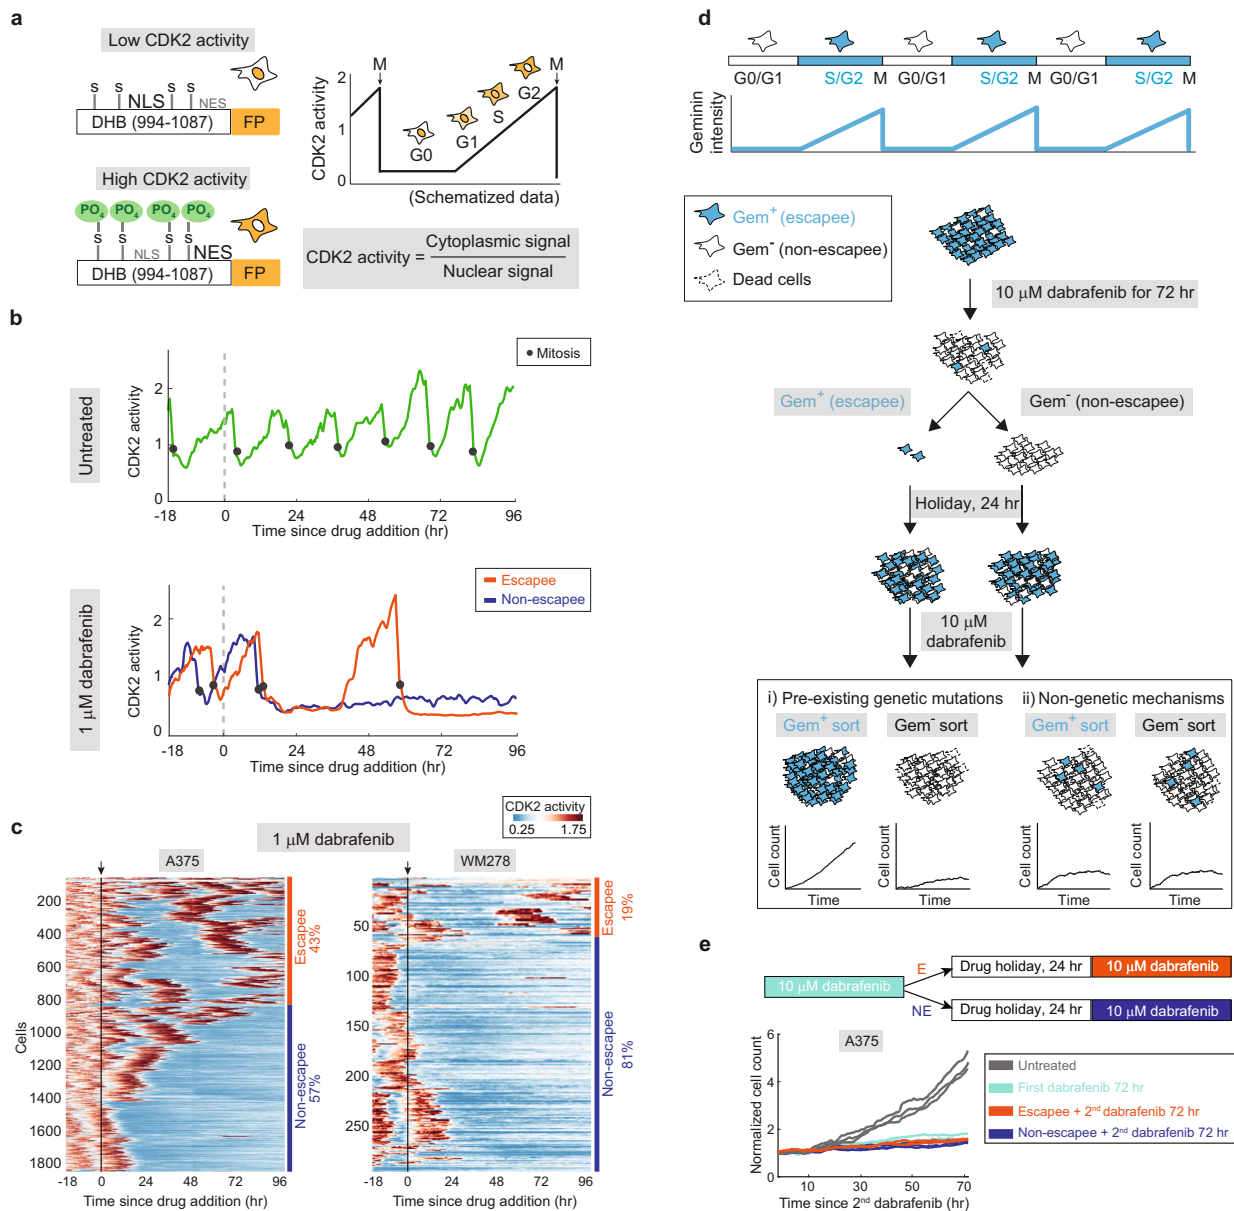 a
Low CDK2 activity
S S S S
NLS NES
DHB (994-1087) FP
High CDK2 activity
PO4 PO4 PO4 PO4
S S S S
NLS NES
DHB (994-1087) FP
CDK2 activity
2
1
0
M M
G0 G1 S G2
(Schematized data)
CDK2 activity = Cytoplasmic signal
Nuclear signal
b
Untreated
Mitosis
CDK2 activity
2
1
0
-18 0 24 48 72 96
Time since drug addition (hr)
1 µM dabrafenib
Escapee
Non-escapee
CDK2 activity
2
1
0
-18 0 24 48 72 96
Time since drug addition (hr)
c
1 µM dabrafenib
CDK2 activity
0.25 1.75
A375
Cells
200
400
600
800
1000
1200
1400
1600
1800
-18 0 24 48 72 96
Time since drug addition (hr)
Escapee
43%
Non-escapee
57%
WM278
50
100
150
200
250
-18 0 24 48 72 96
Time since drug addition (hr)
Escapee
19%
Non-escapee
81%
d
G0/G1 S/G2 M G0/G1 S/G2 M G0/G1 S/G2 M
Geminin
intensity
Gem+ (escapee)
Gem- (non-escapee)
Dead cells
10 µM dabrafenib for 72 hr
Gem+ (escapee)
Gem- (non-escapee)
Holiday, 24 hr
10 µM
dabrafenib
i) Pre-existing genetic mutations
Gem+ sort Gem- sort
Cell count
Time
Cell count
Time
ii) Non-genetic mechanisms
Gem+ sort Gem- sort
Cell count
Time
Cell count
Time
e
10 µM dabrafenib
E
Drug holiday, 24 hr 10 µM dabrafenib
NE
Drug holiday, 24 hr 10 µM dabrafenib
A375
Normalized cell count
6
4
2
0
10 30 50 70
Time since 2nd dabrafenib (hr)
Untreated
First dabrafenib 72 hr
Escapee + 2nd dabrafenib 72 hr
Non-escapee + 2nd dabrafenib 72 hr